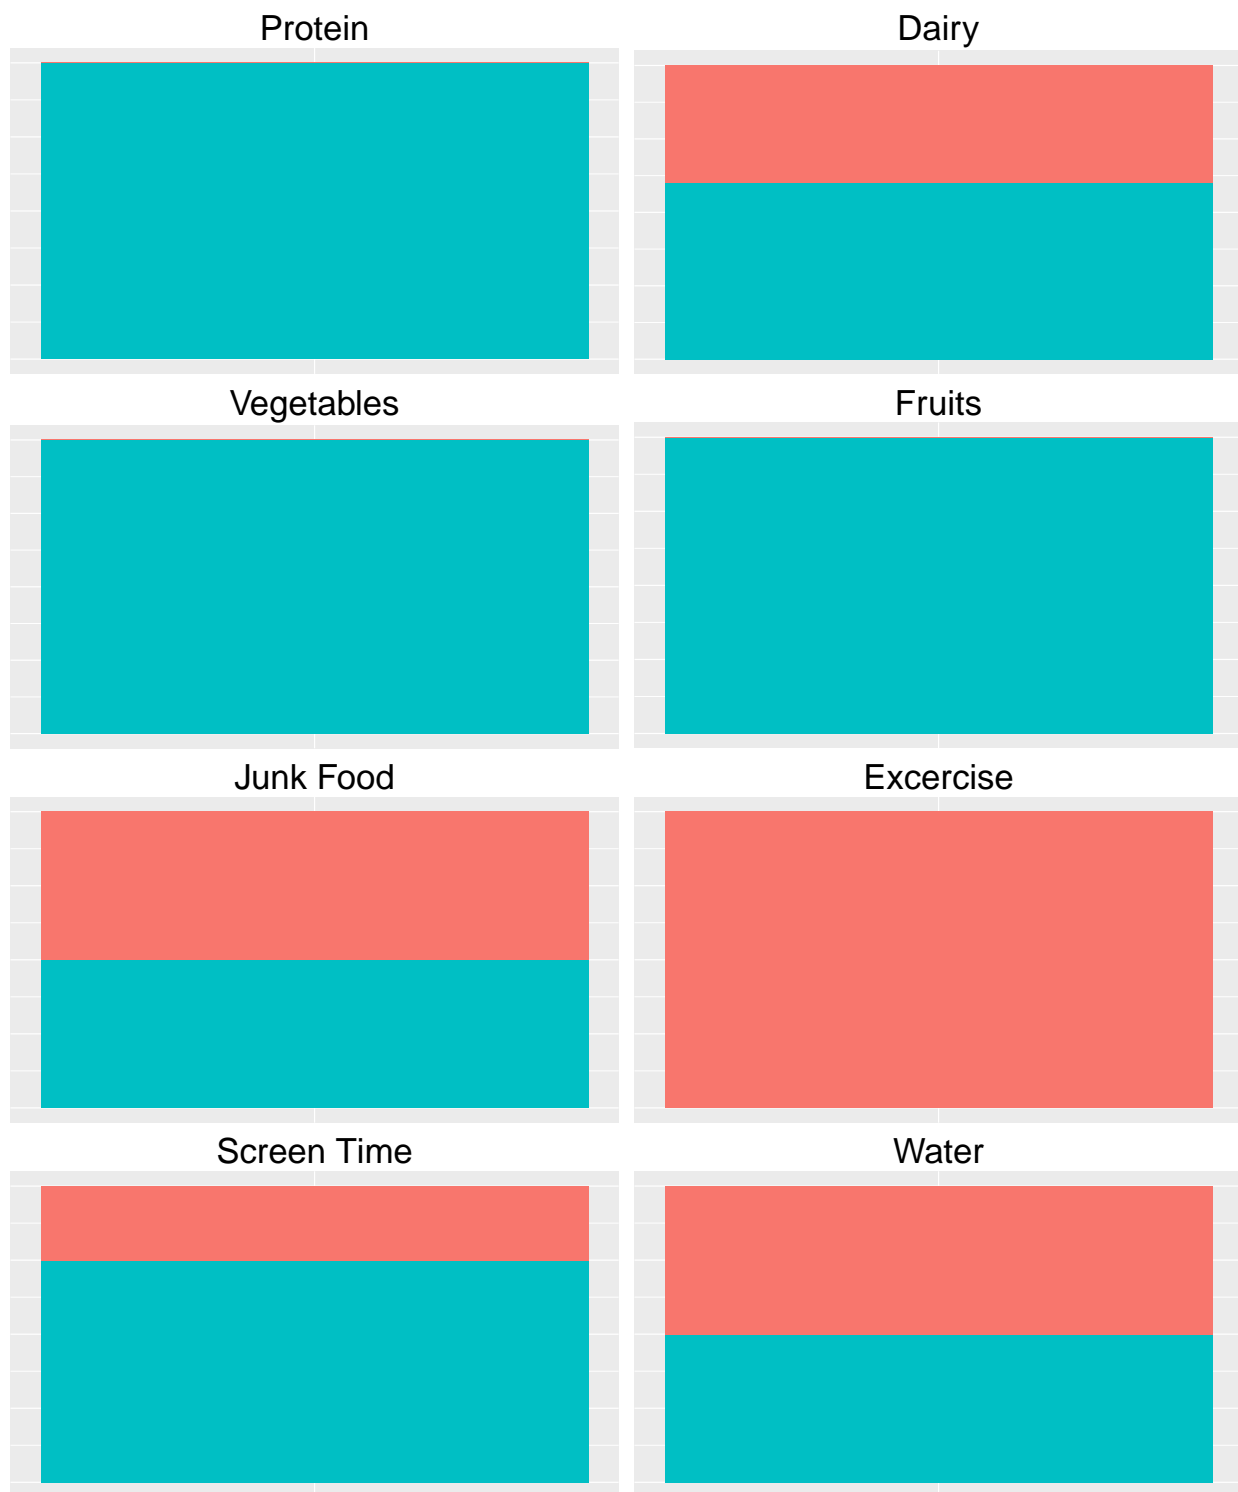 Protein
Dairy
Vegetables
Fruits
Junk Food
Excercise
Screen Time
Water